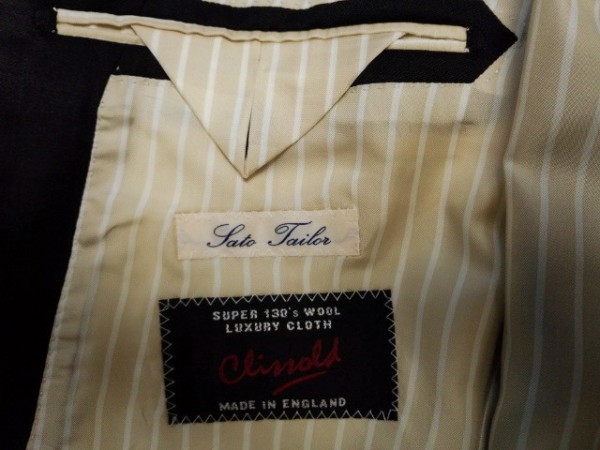 Sato Tailor
SUPER 130's WOOL
LUXURY CLOTH
Clissold
MADE IN ENGLAND